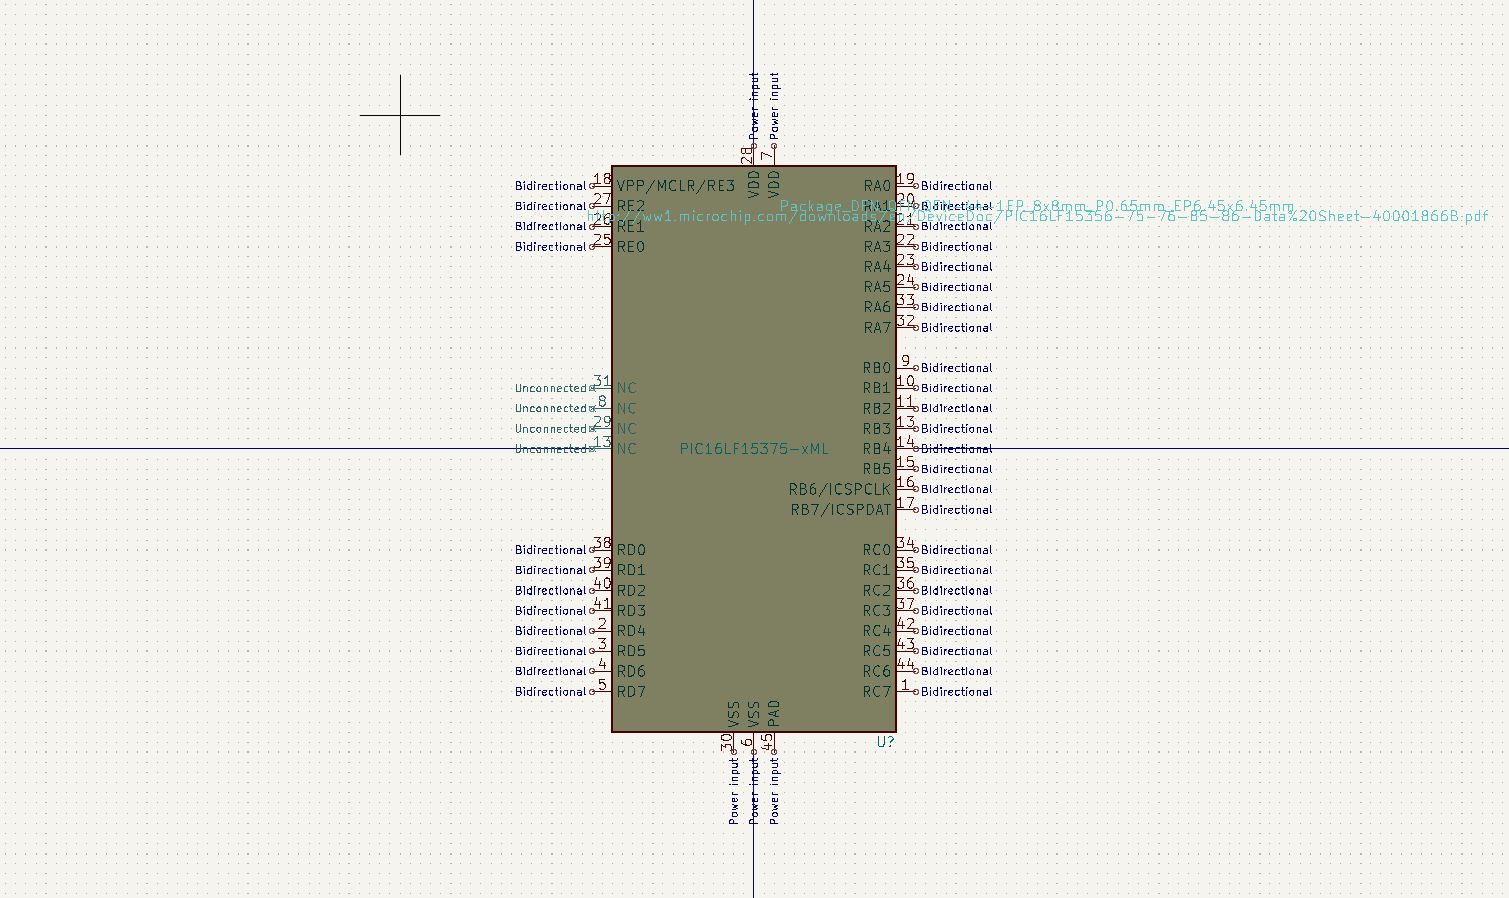 Power input
Power input
28
7
VDD
VDD
Bidirectional 18 VPP/MCLR/RE3 RA0 19 Bidirectional
Bidirectional 27 RE2 RA1 20 Bidirectional
http://ww1.microchip.com/downloads/en/DeviceDoc/PIC16LF15356-75-76-85-86-Data%20Sheet-40001866B.pdf
Bidirectional 26 RE1 RA2 21 Bidirectional
Bidirectional 25 RE0 RA3 22 Bidirectional
RA4 23 Bidirectional
RA5 24 Bidirectional
RA6 33 Bidirectional
RA7 32 Bidirectional
RB0 9 Bidirectional
Unconnected 31 NC RB1 10 Bidirectional
Unconnected 8 NC RB2 11 Bidirectional
Unconnected 29 NC RB3 13 Bidirectional
Unconnected 13 NC PIC16LF15375-xML RB4 14 Bidirectional
RB5 15 Bidirectional
RB6/ICSPCLK 16 Bidirectional
RB7/ICSPDAT 17 Bidirectional
Bidirectional 38 RD0 RC0 34 Bidirectional
Bidirectional 39 RD1 RC1 35 Bidirectional
Bidirectional 40 RD2 RC2 36 Bidirectional
Bidirectional 41 RD3 RC3 37 Bidirectional
Bidirectional 2 RD4 RC4 42 Bidirectional
Bidirectional 3 RD5 RC5 43 Bidirectional
Bidirectional 4 RD6 RC6 44 Bidirectional
Bidirectional 5 RD7 RC7 1 Bidirectional
VSS
VSS
PAD
30
6
45
U?
Power input
Power input
Power input